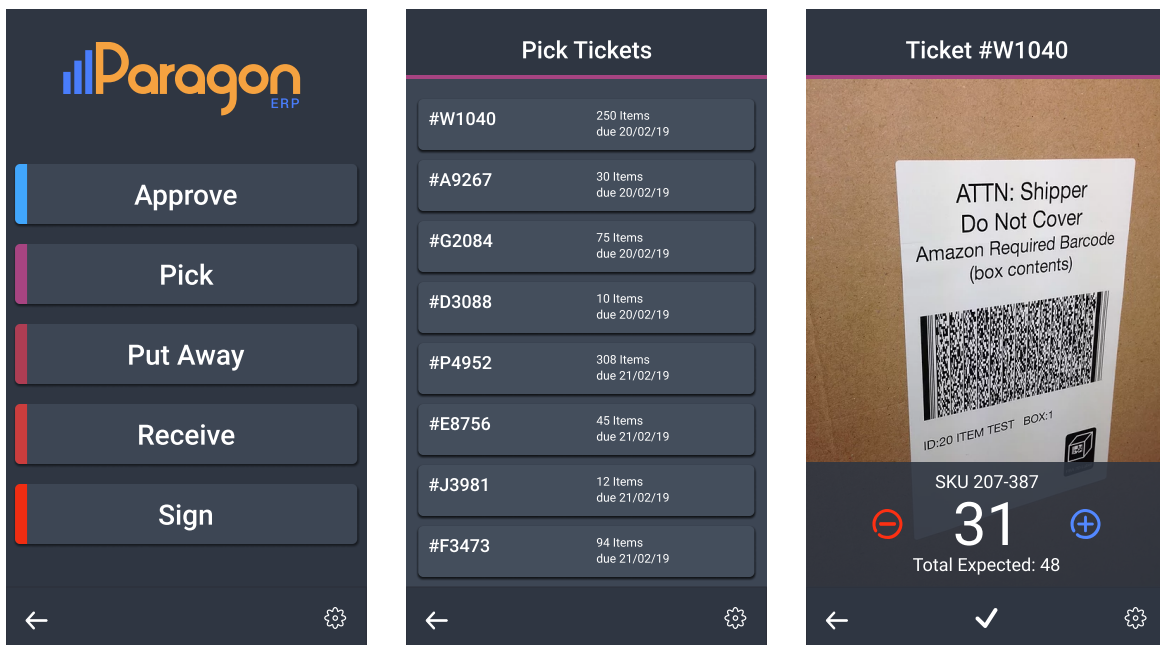 Paragon
ERP
Approve
Pick
Put Away
Receive
Sign
Pick Tickets
#W1040
250 Items
due 20/02/19
#A9267
30 Items
due 20/02/19
#G2084
75 Items
due 20/02/19
#D3088
10 Items
due 20/02/19
#P4952
308 Items
due 21/02/19
#E8756
45 Items
due 21/02/19
#J3981
12 Items
due 21/02/19
#F3473
94 Items
due 21/02/19
Ticket #W1040
ATTN: Shipper
Do Not Cover
Amazon Required Barcode
(box contents)
ID:20 ITEM TEST BOX:1
SKU 207-387
31
Total Expected: 48